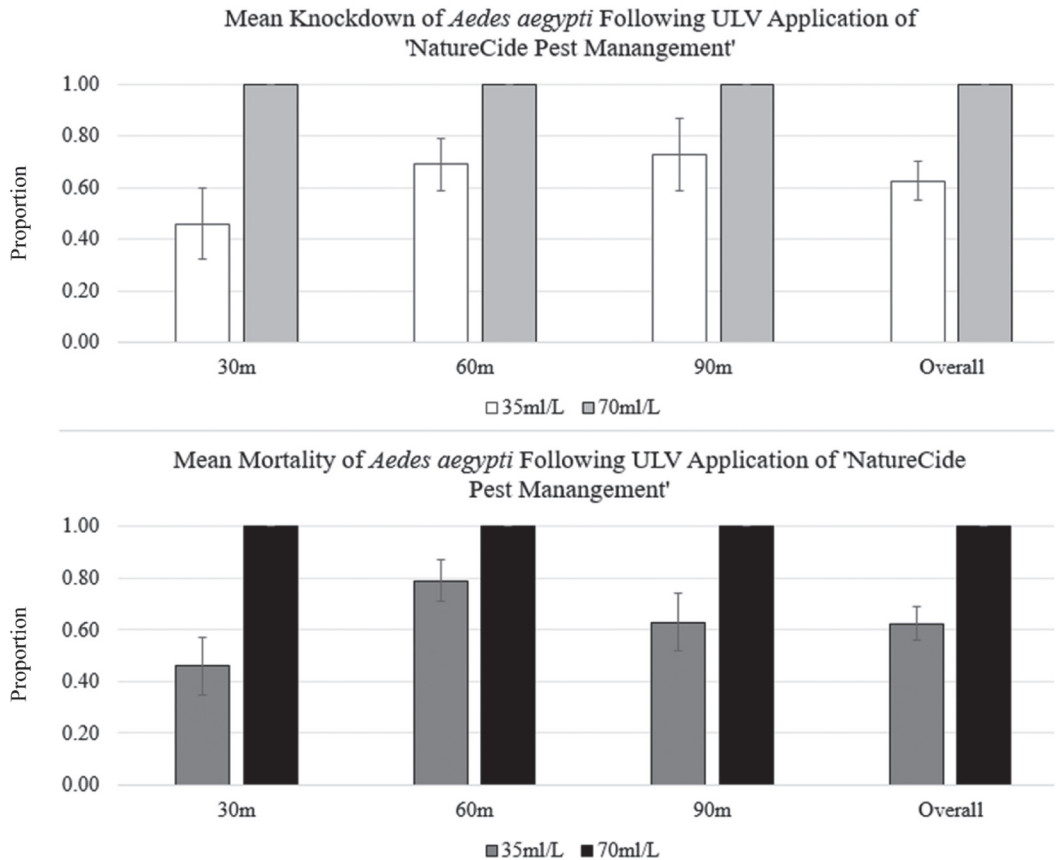 Mean Knockdown of Aedes aegypti Following ULV Application of
'NatureCide Pest Manangement'
1.00
0.80
0.60
0.40
0.20
0.00
Proportion
30m 60m 90m Overall
35ml/L 70ml/L
Mean Mortality of Aedes aegypti Following ULV Application of 'NatureCide
Pest Manangement'
1.00
0.80
0.60
0.40
0.20
0.00
Proportion
30m 60m 90m Overall
35ml/L 70ml/L